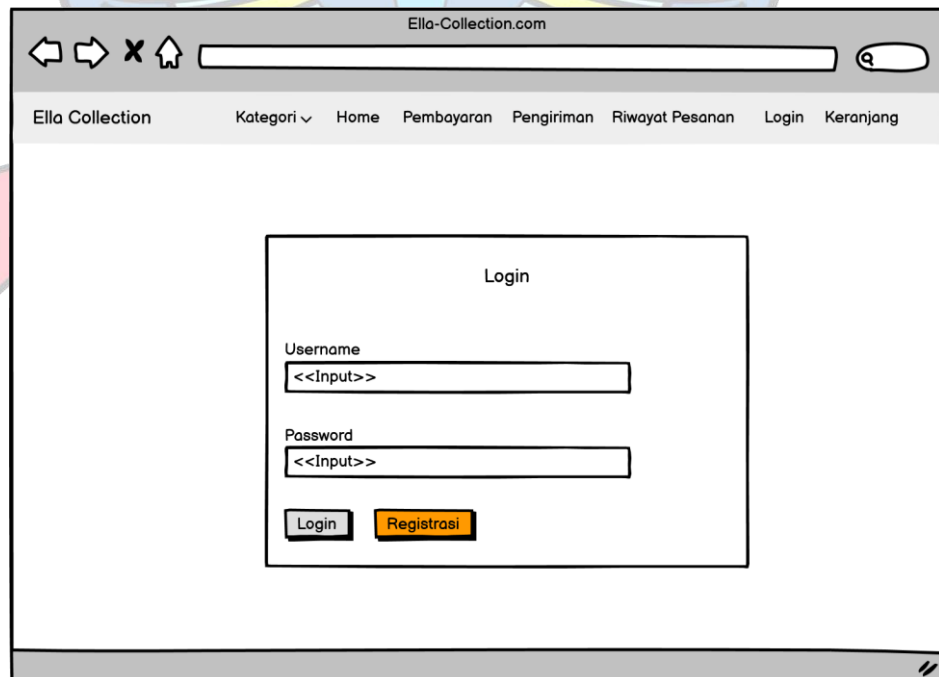 Ella-Collection.com
Ella Collection Kategori Home Pembayaran Pengiriman Riwayat Pesanan Login Keranjang
Login
Username
<<Input>>
Password
<<Input>>
Login Registrasi